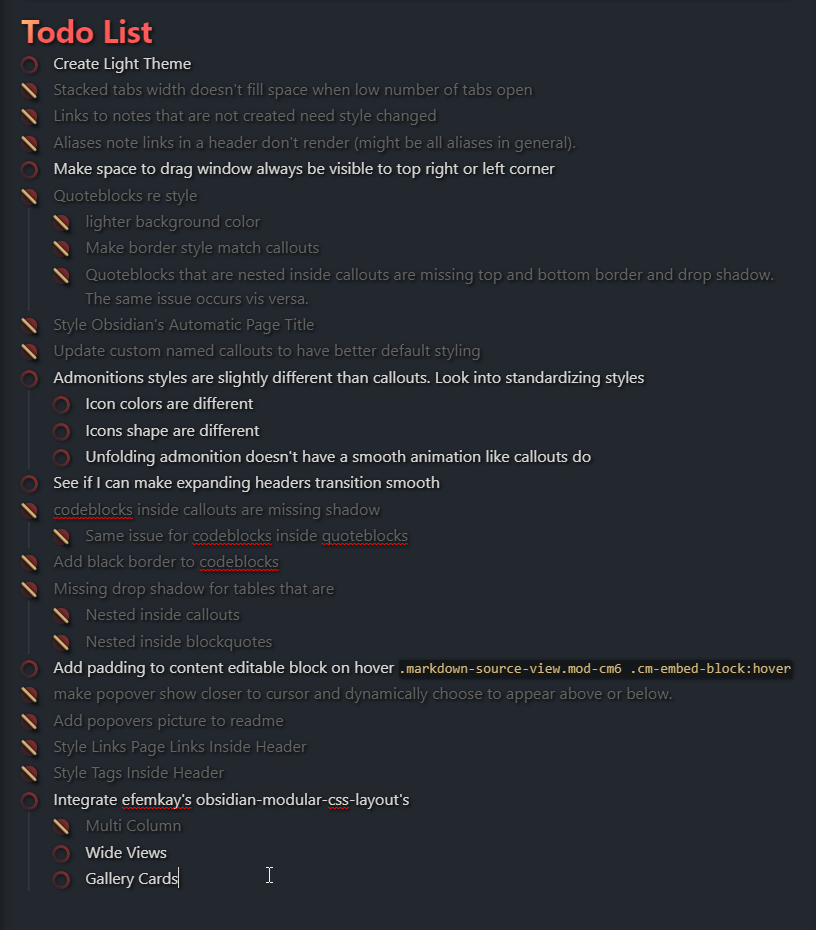 Todo List
Create Light Theme
Stacked tabs width doesn't fill space when low number of tabs open
Links to notes that are not created need style changed
Aliases note links in a header don't render (might be all aliases in general).
Make space to drag window always be visible to top right or left corner
Quoteblocks re style
lighter background color
Make border style match callouts
Quoteblocks that are nested inside callouts are missing top and bottom border and drop shadow.
The same issue occurs vis versa.
Style Obsidian's Automatic Page Title
Update custom named callouts to have better default styling
Admonitions styles are slightly different than callouts. Look into standardizing styles
Icon colors are different
Icons shape are different
Unfolding admonition doesn't have a smooth animation like callouts do
See if I can make expanding headers transition smooth
codeblocks inside callouts are missing shadow
Same issue for codeblocks inside quoteblocks
Add black border to codeblocks
Missing drop shadow for tables that are
Nested inside callouts
Nested inside blockquotes
Add padding to content editable block on hover .markdown-source-view.mod-cm6 .cm-embed-block:hover
make popover show closer to cursor and dynamically choose to appear above or below.
Add popovers picture to readme
Style Links Page Links Inside Header
Style Tags Inside Header
Integrate efemkay's obsidian-modular-css-layout's
Multi Column
Wide Views
Gallery Cards